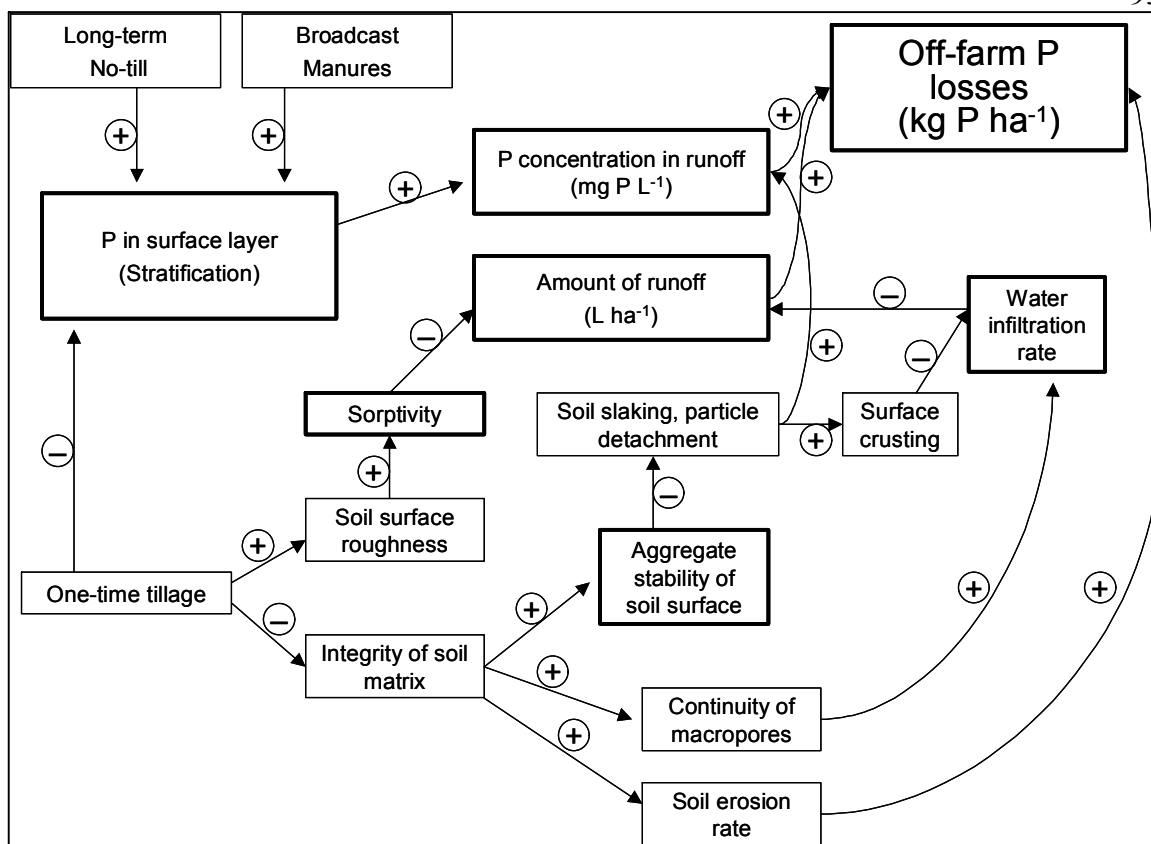 Long-term
No-till
Broadcast
Manures
Off-farm P
losses
(kg P ha⁻¹)
+
+
+
P concentration in runoff
(mg P L⁻¹)
+
+
P in surface layer
(Stratification)
Amount of runoff
(L ha⁻¹)
−
Water
infiltration
rate
−
+
−
Sorptivity
Soil slaking, particle
detachment
+
Surface
crusting
−
+
−
Soil surface
roughness
+
Aggregate
stability of
soil surface
One-time tillage
−
+
+
+
Integrity of soil
matrix
+
Continuity of
macropores
+
Soil erosion
rate